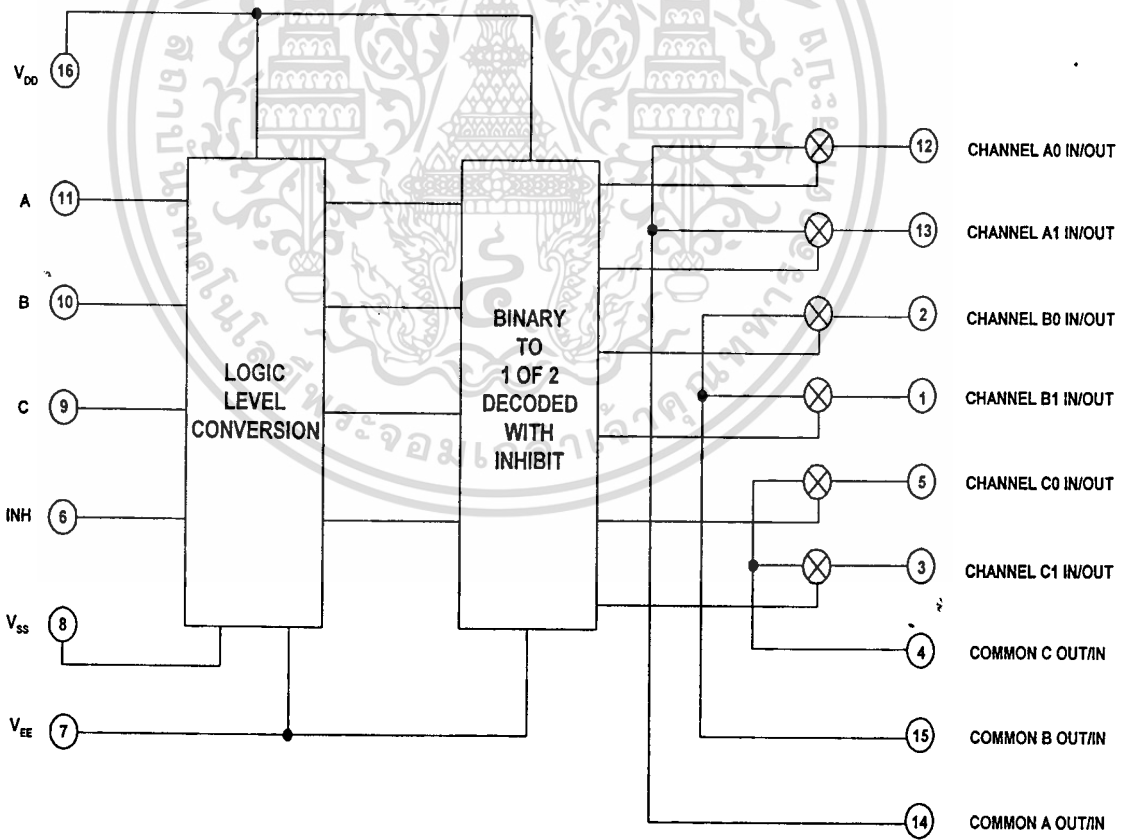 V_DD 16
A 11
B 10
C 9
INH 6
V_SS 8
V_EE 7
LOGIC
LEVEL
CONVERSION
BINARY
TO
1 OF 2
DECODED
WITH
INHIBIT
12 CHANNEL A0 IN/OUT
13 CHANNEL A1 IN/OUT
2 CHANNEL B0 IN/OUT
1 CHANNEL B1 IN/OUT
5 CHANNEL C0 IN/OUT
3 CHANNEL C1 IN/OUT
4 COMMON C OUT/IN
15 COMMON B OUT/IN
14 COMMON A OUT/IN